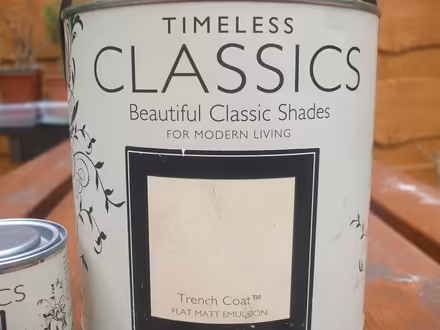 TIMELESS
CLASSICS
Beautiful Classic Shades
FOR MODERN LIVING
Trench Coat™
FLAT MATT EMULSION
CS